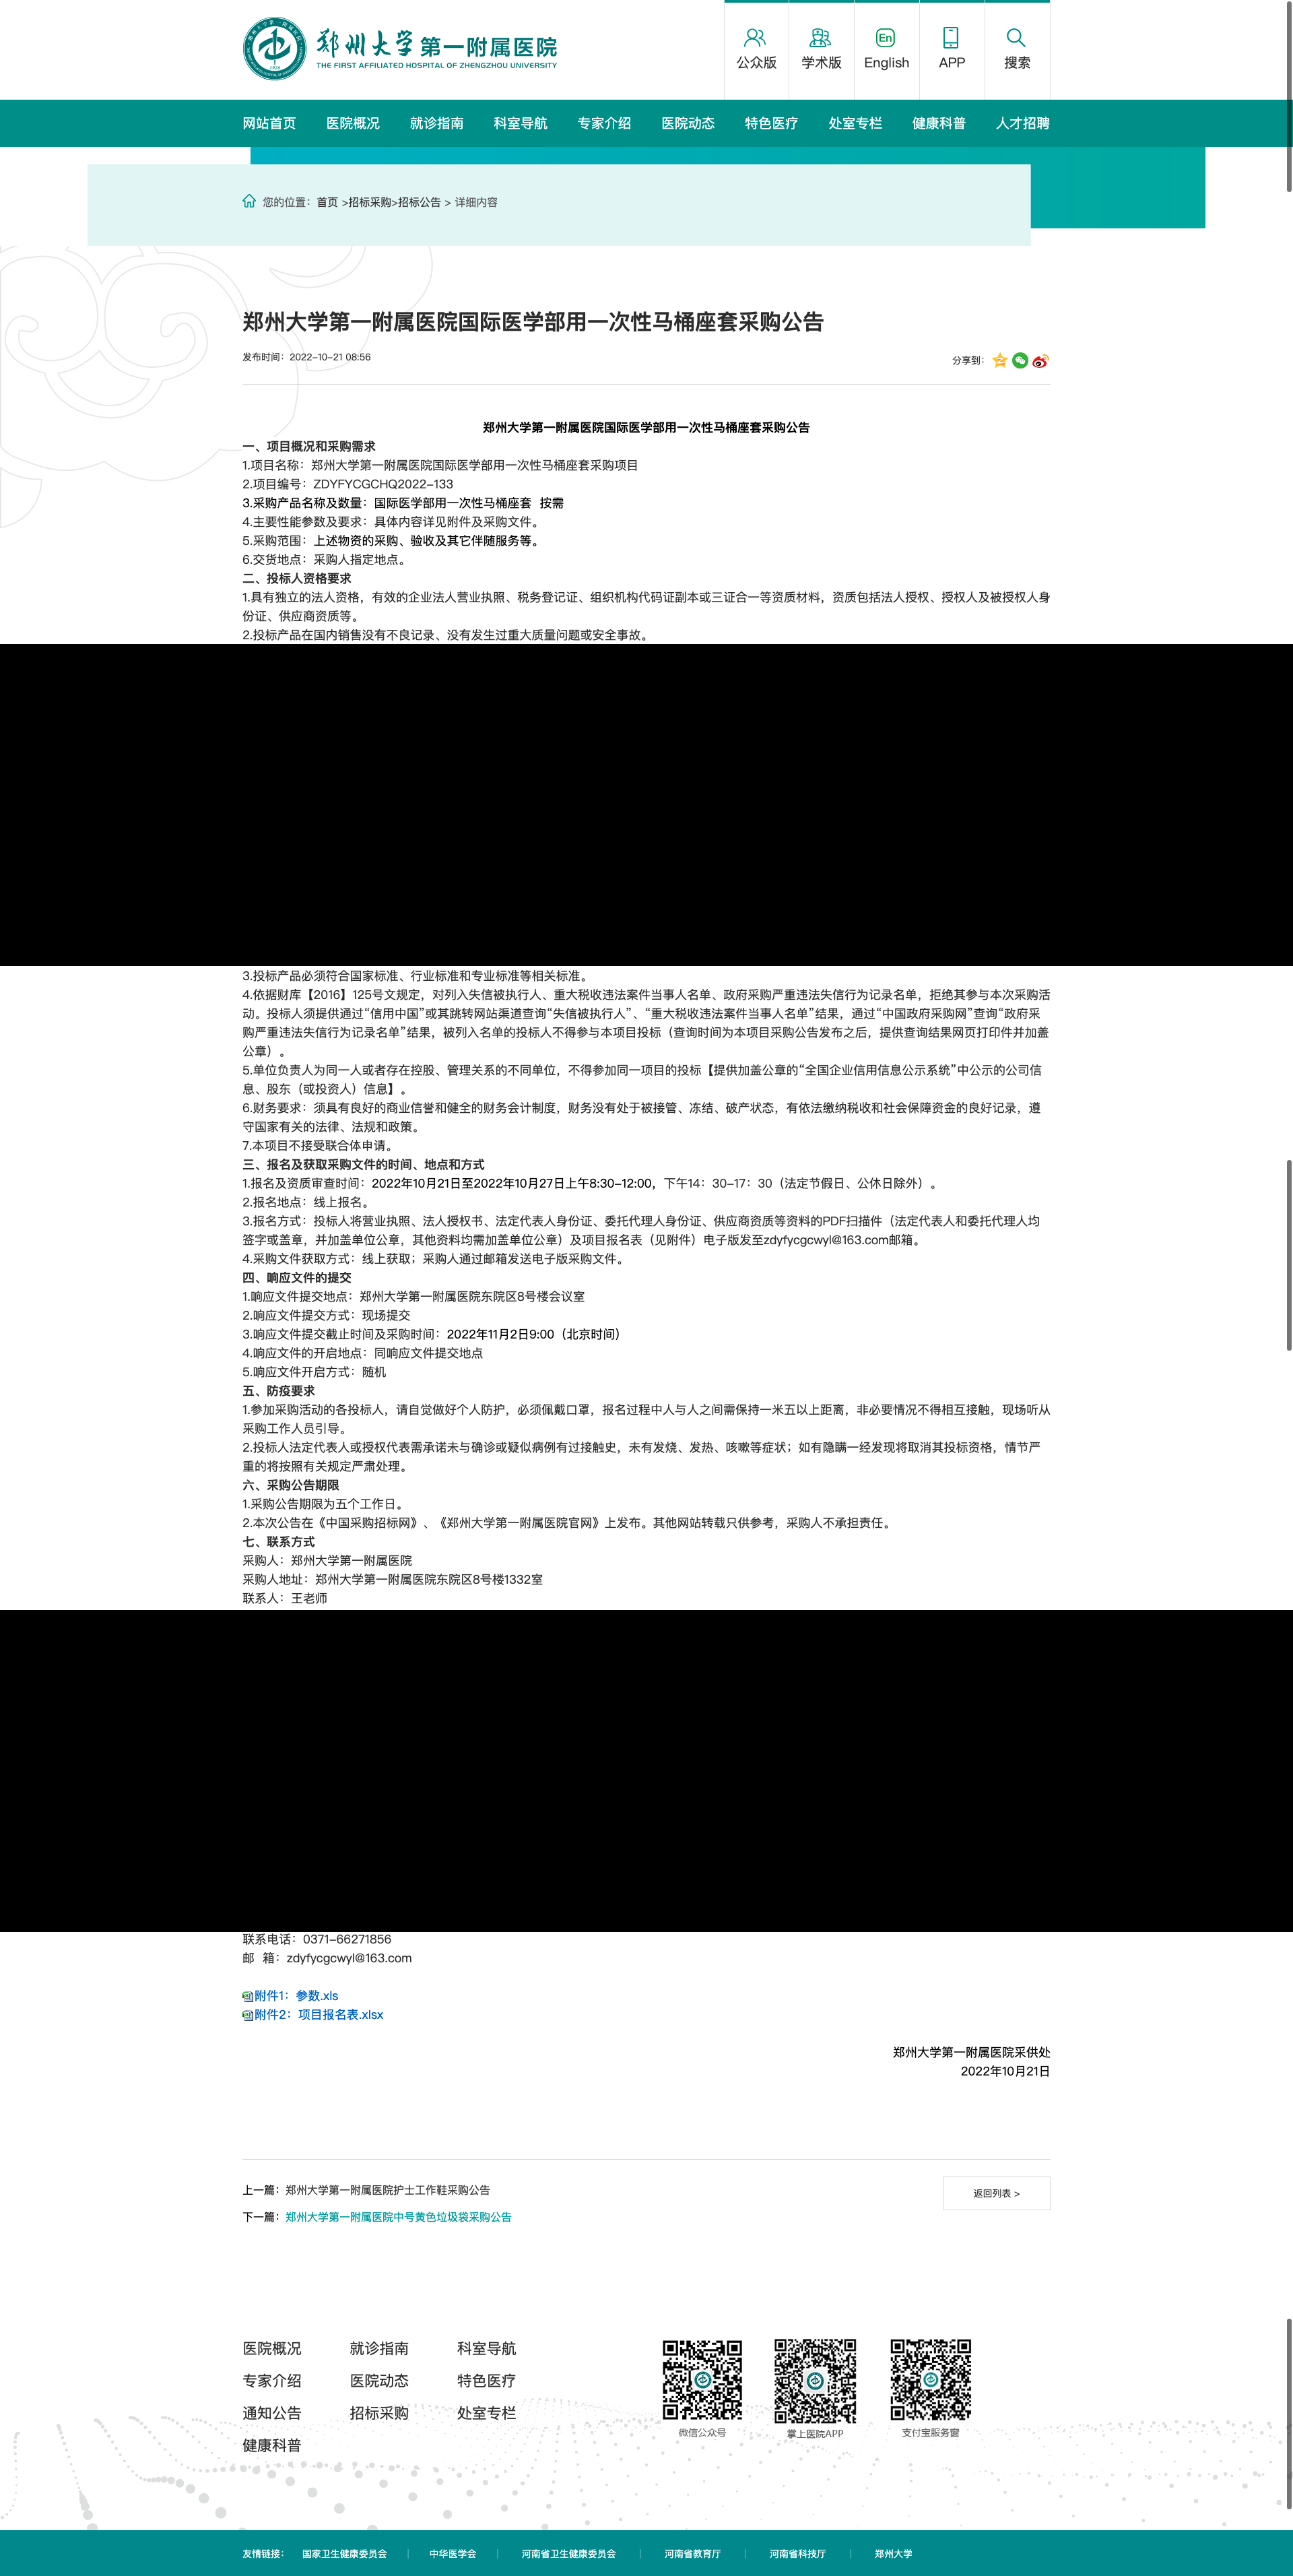 郑州大学第一附属医院
THE FIRST AFFILIATED HOSPITAL OF ZHENGZHOU UNIVERSITY
公众版
学术版
En
English
APP
搜索
网站首页 医院概况 就诊指南 科室导航 专家介绍 医院动态 特色医疗 处室专栏 健康科普 人才招聘
您的位置：首页 >招标采购>招标公告 > 详细内容
郑州大学第一附属医院国际医学部用一次性马桶座套采购公告
发布时间：2022-10-21 08:56
分享到：
郑州大学第一附属医院国际医学部用一次性马桶座套采购公告
一、项目概况和采购需求
1.项目名称：郑州大学第一附属医院国际医学部用一次性马桶座套采购项目
2.项目编号：ZDYFYCGCHQ2022-133
3.采购产品名称及数量：国际医学部用一次性马桶座套 按需
4.主要性能参数及要求：具体内容详见附件及采购文件。
5.采购范围：上述物资的采购、验收及其它伴随服务等。
6.交货地点：采购人指定地点。
二、投标人资格要求
1.具有独立的法人资格，有效的企业法人营业执照、税务登记证、组织机构代码证副本或三证合一等资质材料，资质包括法人授权、授权人及被授权人身
份证、供应商资质等。
2.投标产品在国内销售没有不良记录、没有发生过重大质量问题或安全事故。
3.投标产品必须符合国家标准、行业标准和专业标准等相关标准。
4.依据财库【2016】125号文规定，对列入失信被执行人、重大税收违法案件当事人名单、政府采购严重违法失信行为记录名单，拒绝其参与本次采购活
动。投标人须提供通过“信用中国”或其跳转网站渠道查询“失信被执行人”、“重大税收违法案件当事人名单”结果，通过“中国政府采购网”查询“政府采
购严重违法失信行为记录名单”结果，被列入名单的投标人不得参与本项目投标（查询时间为本项目采购公告发布之后，提供查询结果网页打印件并加盖
公章）。
5.单位负责人为同一人或者存在控股、管理关系的不同单位，不得参加同一项目的投标【提供加盖公章的“全国企业信用信息公示系统”中公示的公司信
息、股东（或投资人）信息】。
6.财务要求：须具有良好的商业信誉和健全的财务会计制度，财务没有处于被接管、冻结、破产状态，有依法缴纳税收和社会保障资金的良好记录，遵
守国家有关的法律、法规和政策。
7.本项目不接受联合体申请。
三、报名及获取采购文件的时间、地点和方式
1.报名及资质审查时间：2022年10月21日至2022年10月27日上午8:30-12:00，下午14：30-17：30（法定节假日、公休日除外）。
2.报名地点：线上报名。
3.报名方式：投标人将营业执照、法人授权书、法定代表人身份证、委托代理人身份证、供应商资质等资料的PDF扫描件（法定代表人和委托代理人均
签字或盖章，并加盖单位公章，其他资料均需加盖单位公章）及项目报名表（见附件）电子版发至zdyfycgcwyl@163.com邮箱。
4.采购文件获取方式：线上获取；采购人通过邮箱发送电子版采购文件。
四、响应文件的提交
1.响应文件提交地点：郑州大学第一附属医院东院区8号楼会议室
2.响应文件提交方式：现场提交
3.响应文件提交截止时间及采购时间：2022年11月2日9:00（北京时间）
4.响应文件的开启地点：同响应文件提交地点
5.响应文件开启方式：随机
五、防疫要求
1.参加采购活动的各投标人，请自觉做好个人防护，必须佩戴口罩，报名过程中人与人之间需保持一米五以上距离，非必要情况不得相互接触，现场听从
采购工作人员引导。
2.投标人法定代表人或授权代表需承诺未与确诊或疑似病例有过接触史，未有发烧、发热、咳嗽等症状；如有隐瞒一经发现将取消其投标资格，情节严
重的将按照有关规定严肃处理。
六、采购公告期限
1.采购公告期限为五个工作日。
2.本次公告在《中国采购招标网》、《郑州大学第一附属医院官网》上发布。其他网站转载只供参考，采购人不承担责任。
七、联系方式
采购人：郑州大学第一附属医院
采购人地址：郑州大学第一附属医院东院区8号楼1332室
联系人：王老师
联系电话：0371-66271856
邮 箱：zdyfycgcwyl@163.com
附件1：参数.xls
附件2：项目报名表.xlsx
郑州大学第一附属医院采供处
2022年10月21日
上一篇：郑州大学第一附属医院护士工作鞋采购公告
返回列表 >
下一篇：郑州大学第一附属医院中号黄色垃圾袋采购公告
医院概况 就诊指南 科室导航
专家介绍 医院动态 特色医疗
通知公告 招标采购 处室专栏
健康科普
微信公众号 掌上医院APP 支付宝服务窗
友情链接： 国家卫生健康委员会 | 中华医学会 | 河南省卫生健康委员会 | 河南省教育厅 | 河南省科技厅 | 郑州大学